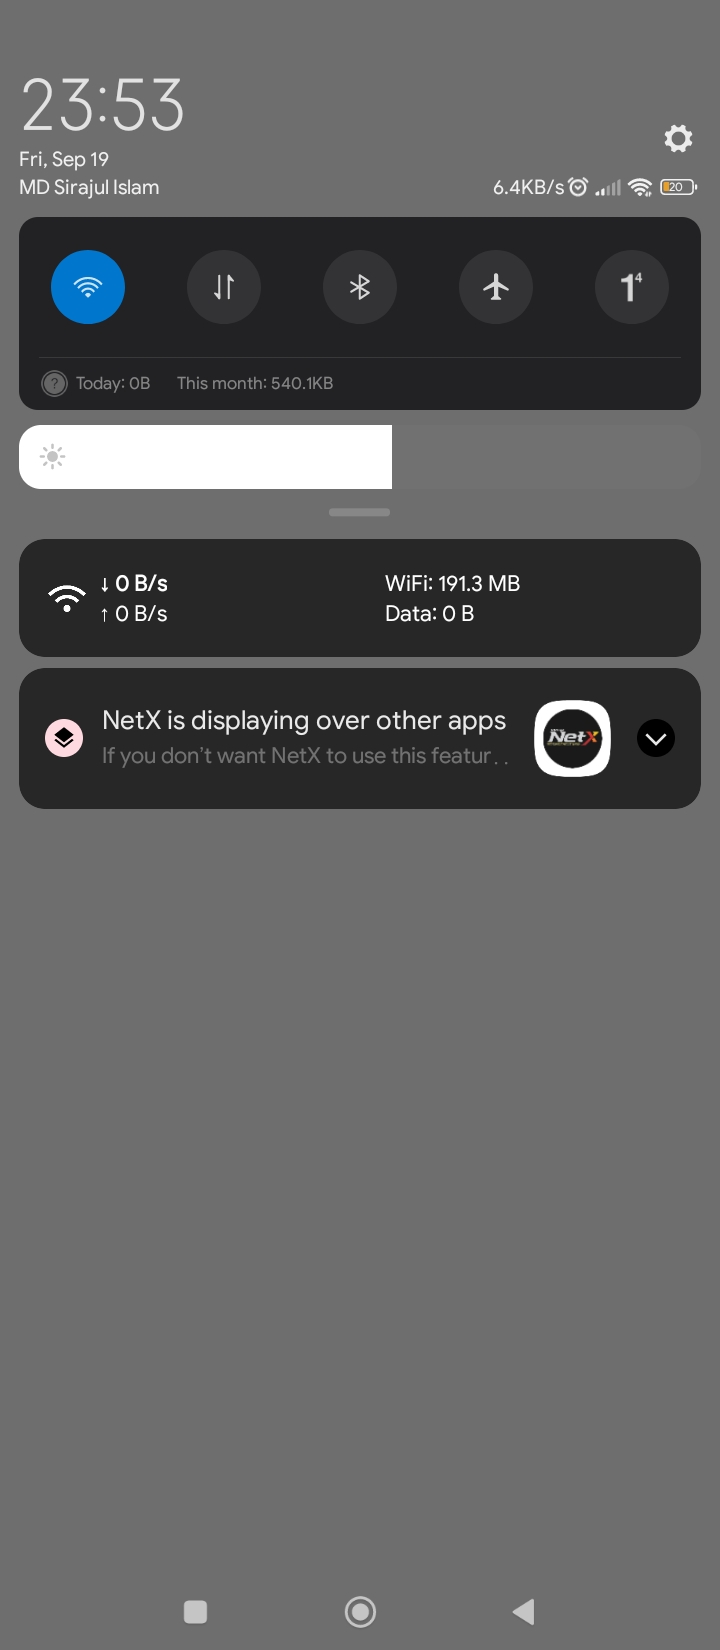 23:53
Fri, Sep 19
MD Sirajul Islam
6.4KB/s 20
1⁴
? Today: 0B This month: 540.1KB
↓ 0 B/s WiFi: 191.3 MB
↑ 0 B/s Data: 0 B
NetX is displaying over other apps
If you don’t want NetX to use this featur. .
NetX